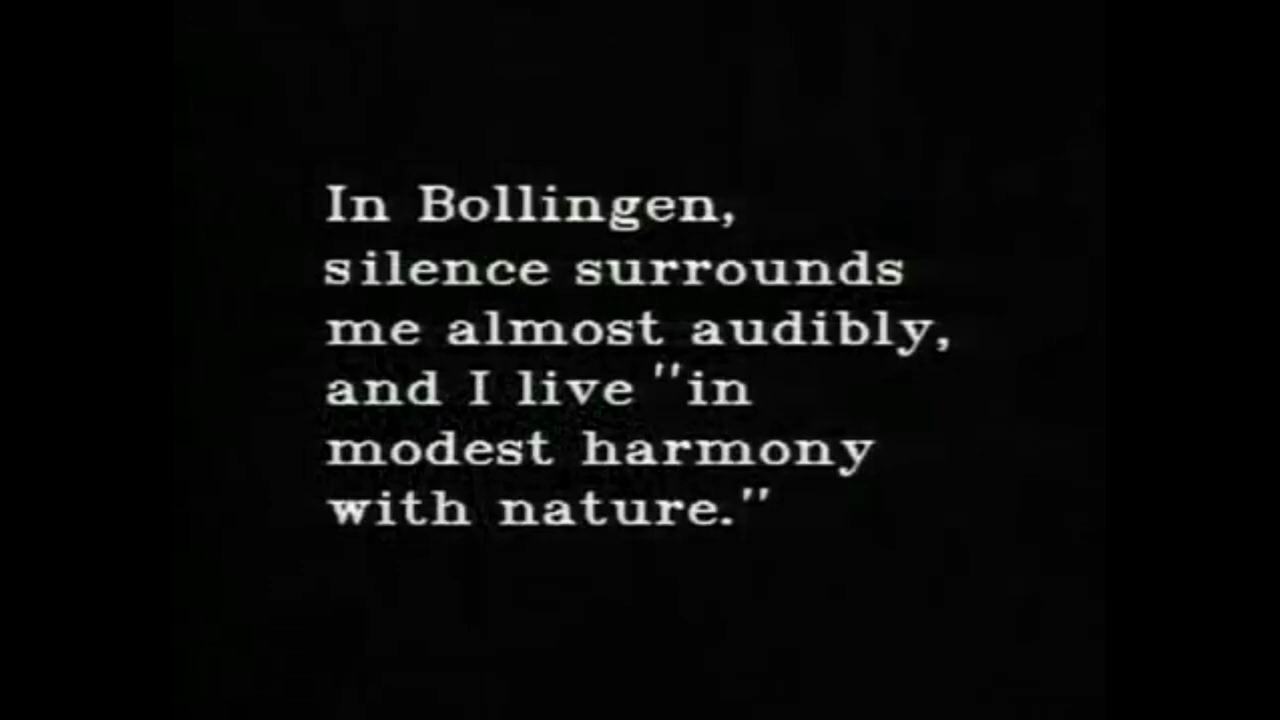 In Bollingen,
silence surrounds
me almost audibly,
and I live "in
modest harmony
with nature."